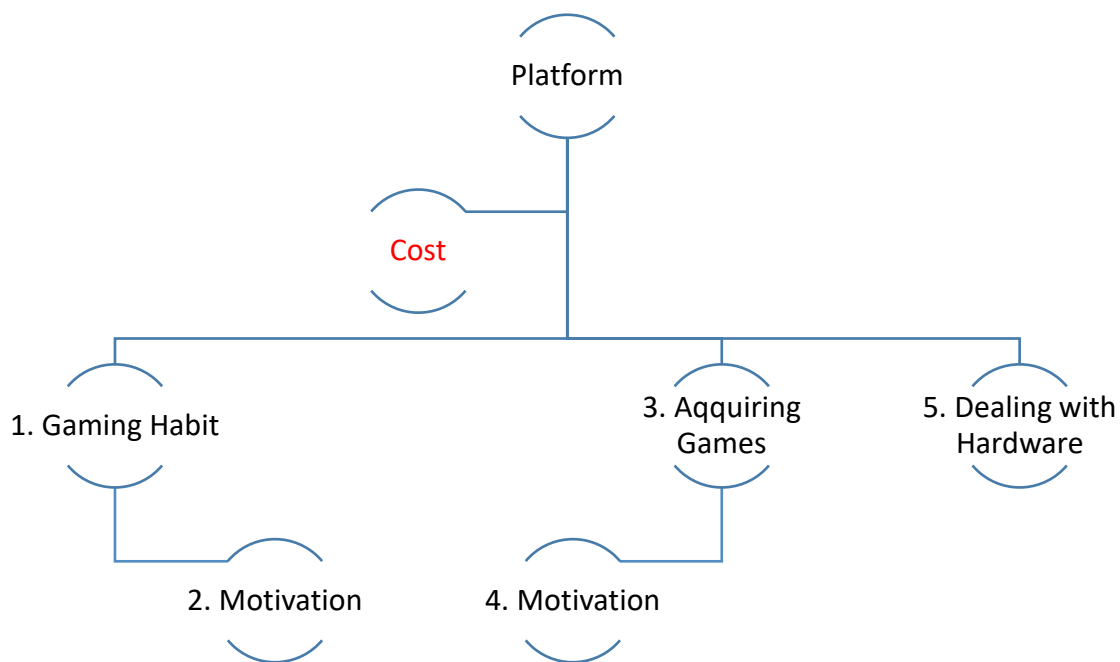 Platform
Cost
1. Gaming Habit
3. Aqquiring
Games
5. Dealing with
Hardware
2. Motivation
4. Motivation